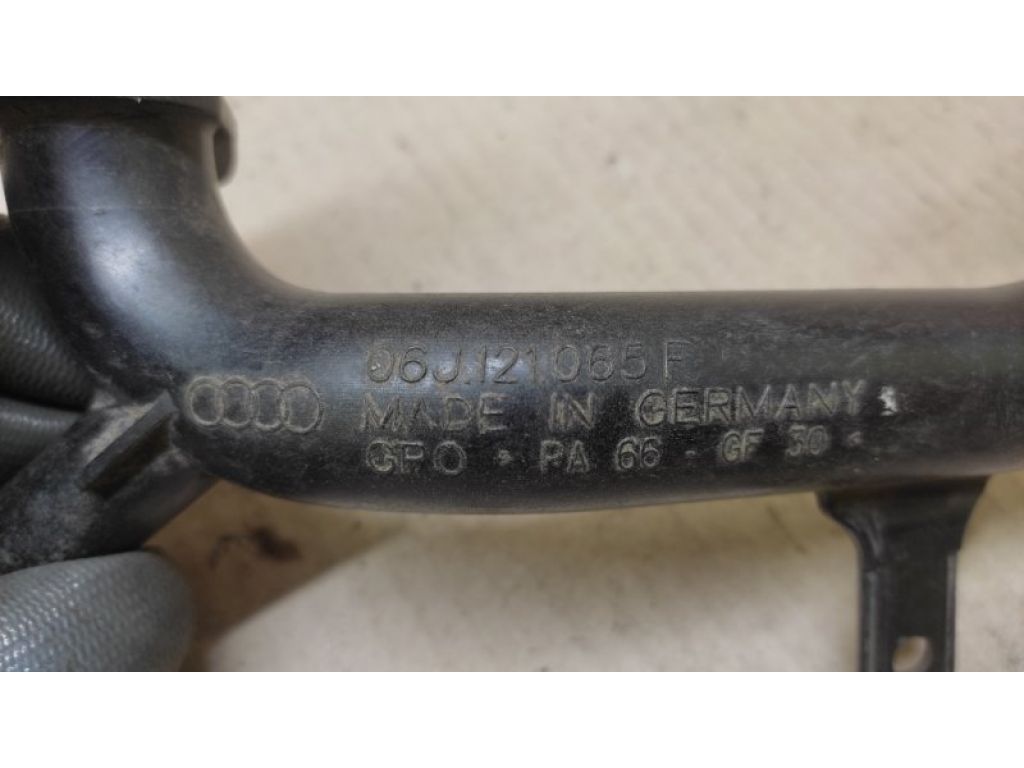 06J.121 065 F
MADE IN GERMANY
GPO > PA 66 - GF 30 <